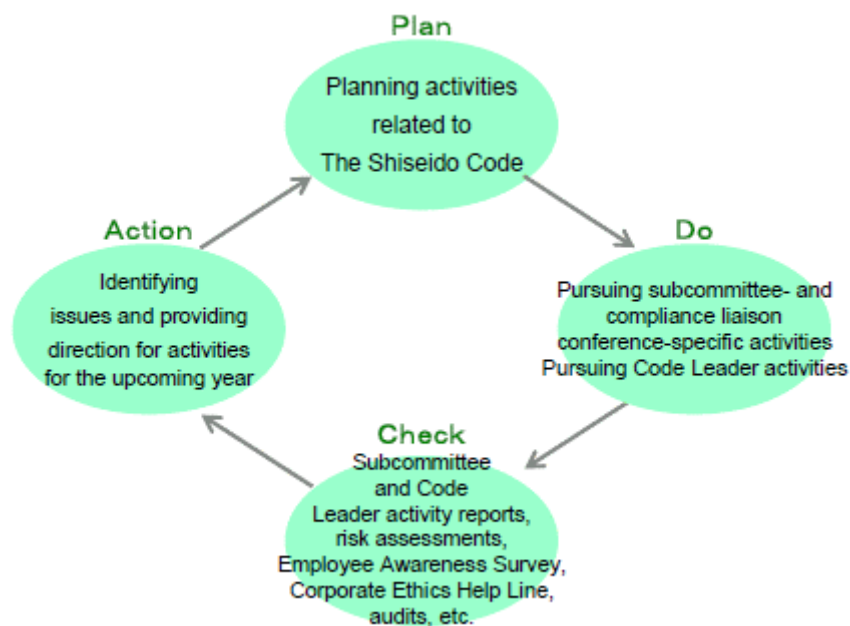 Plan
Planning activities
related to
The Shiseido Code
Do
Pursuing subcommittee- and
compliance liaison
conference-specific activities
Pursuing Code Leader activities
Check
Subcommittee
and Code
Leader activity reports,
risk assessments,
Employee Awareness Survey,
Corporate Ethics Help Line,
audits, etc.
Action
Identifying
issues and providing
direction for activities
for the upcoming year